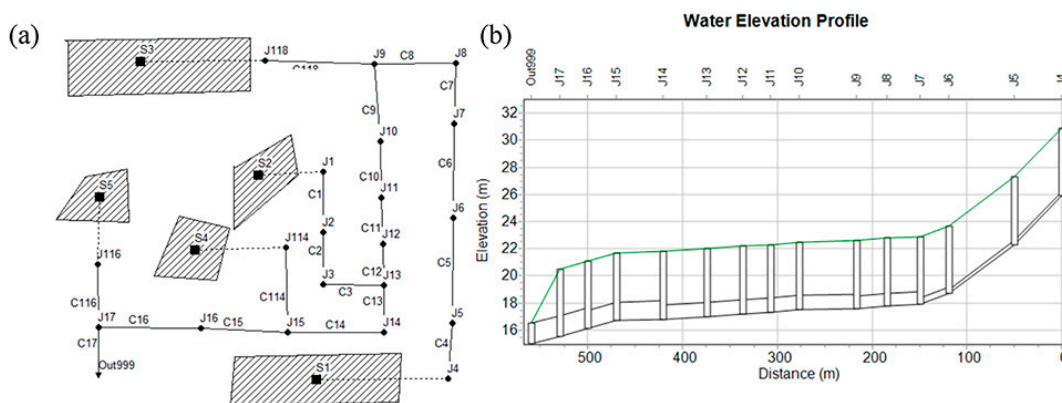 (a)
S3
J118
C118
J9
C8
J8
C7
C9
J7
J10
C6
S2
J1
C10
J11
S5
C1
J6
J2
C11
J12
S4
J114
C2
C5
J116
J3
C12
J13
C3
C13
C116
C114
J17
C16
J16
C15
J15
C14
J14
J5
C17
C4
Out999
S1
J4
(b)
Water Elevation Profile
Out999
J17
J16
J15
J14
J13
J12
J11
J10
J9
J8
J7
J6
J5
Elevation (m)
32
30
28
26
24
22
20
18
16
500 400 300 200 100
Distance (m)